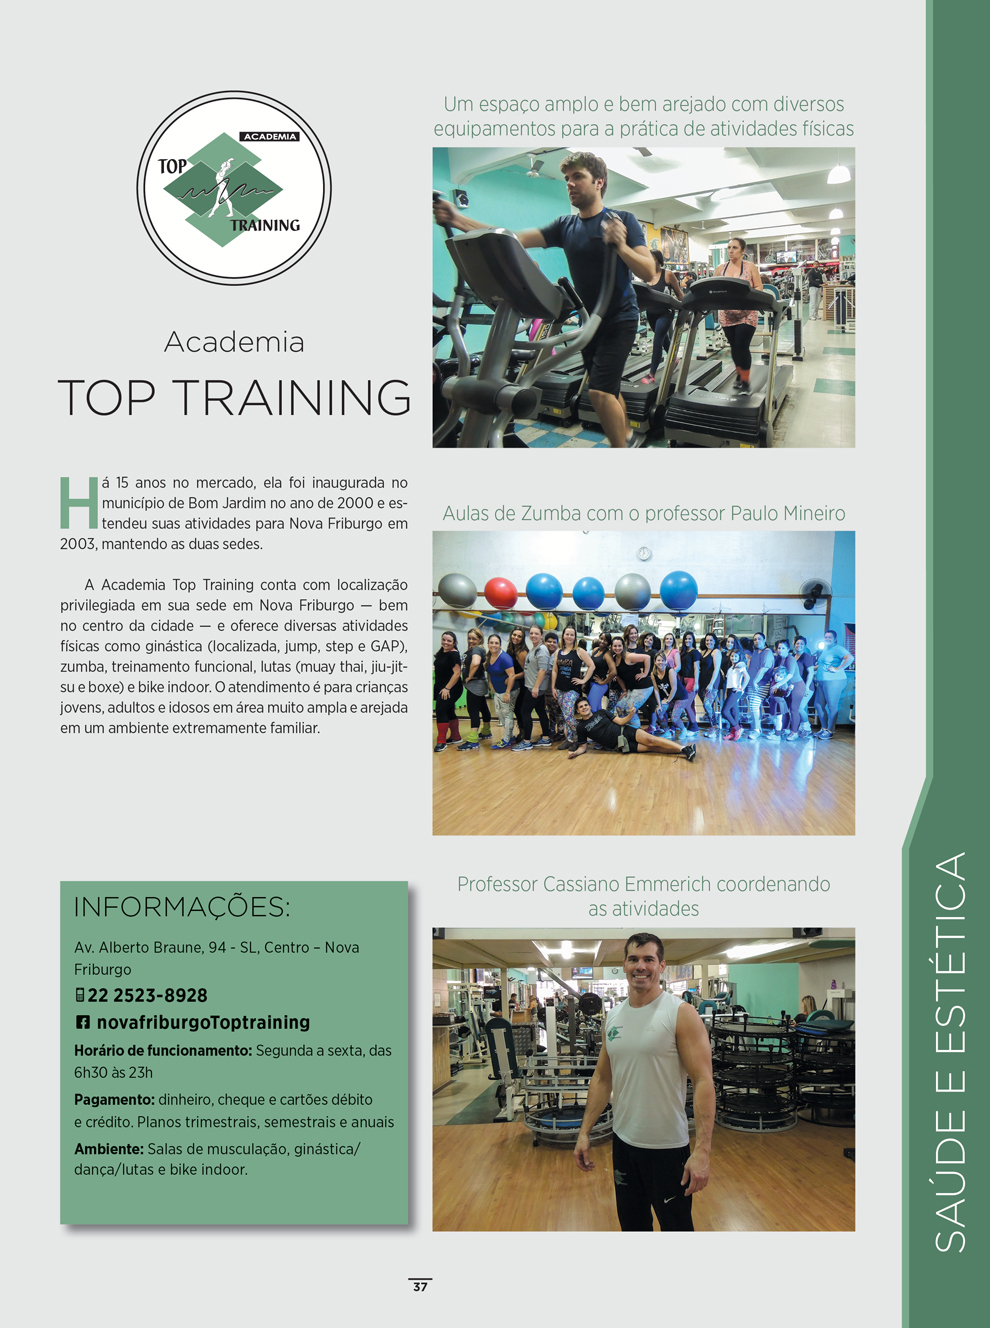 ACADEMIA
TOP
TRAINING
Academia
TOP TRAINING
Há 15 anos no mercado, ela foi inaugurada no
município de Bom Jardim no ano de 2000 e es-
tendeu suas atividades para Nova Friburgo em
2003, mantendo as duas sedes.
A Academia Top Training conta com localização
privilegiada em sua sede em Nova Friburgo — bem
no centro da cidade — e oferece diversas atividades
físicas como ginástica (localizada, jump, step e GAP),
zumba, treinamento funcional, lutas (muay thai, jiu-jit-
su e boxe) e bike indoor. O atendimento é para crianças
jovens, adultos e idosos em área muito ampla e arejada
em um ambiente extremamente familiar.
INFORMAÇÕES:
Av. Alberto Braune, 94 - SL, Centro – Nova
Friburgo
22 2523-8928
novafriburgoToptraining
Horário de funcionamento: Segunda a sexta, das
6h30 às 23h
Pagamento: dinheiro, cheque e cartões débito
e crédito. Planos trimestrais, semestrais e anuais
Ambiente: Salas de musculação, ginástica/
dança/lutas e bike indoor.
Um espaço amplo e bem arejado com diversos
equipamentos para a prática de atividades físicas
Aulas de Zumba com o professor Paulo Mineiro
Professor Cassiano Emmerich coordenando
as atividades
SAÚDE E ESTÉTICA
37